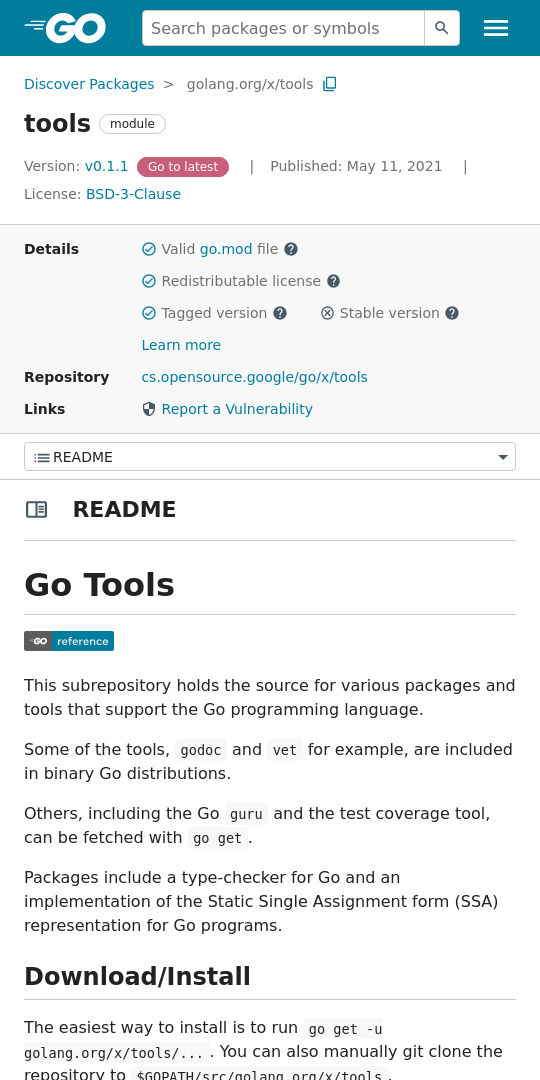 GO
Search packages or symbols
Discover Packages > golang.org/x/tools
tools module
Version: v0.1.1 Go to latest | Published: May 11, 2021 |
License: BSD-3-Clause
Details
Valid go.mod file
Redistributable license
Tagged version Stable version
Learn more
Repository cs.opensource.google/go/x/tools
Links Report a Vulnerability
README
README
Go Tools
GO reference
This subrepository holds the source for various packages and
tools that support the Go programming language.
Some of the tools, godoc and vet for example, are included
in binary Go distributions.
Others, including the Go guru and the test coverage tool,
can be fetched with go get.
Packages include a type-checker for Go and an
implementation of the Static Single Assignment form (SSA)
representation for Go programs.
Download/Install
The easiest way to install is to run go get -u
golang.org/x/tools/... . You can also manually git clone the
repository to $GOPATH/src/golang.org/x/tools.